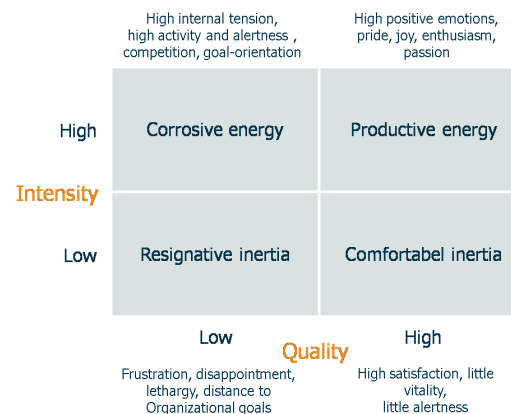 High internal tension,
high activity and alertness ,
competition, goal-orientation
High positive emotions,
pride, joy, enthusiasm,
passion
High
Corrosive energy
Productive energy
Intensity
Low
Resignative inertia
Comfortabel inertia
Low
Quality
High
Frustration, disappointment,
lethargy, distance to
Organizational goals
High satisfaction, little
vitality,
little alertness